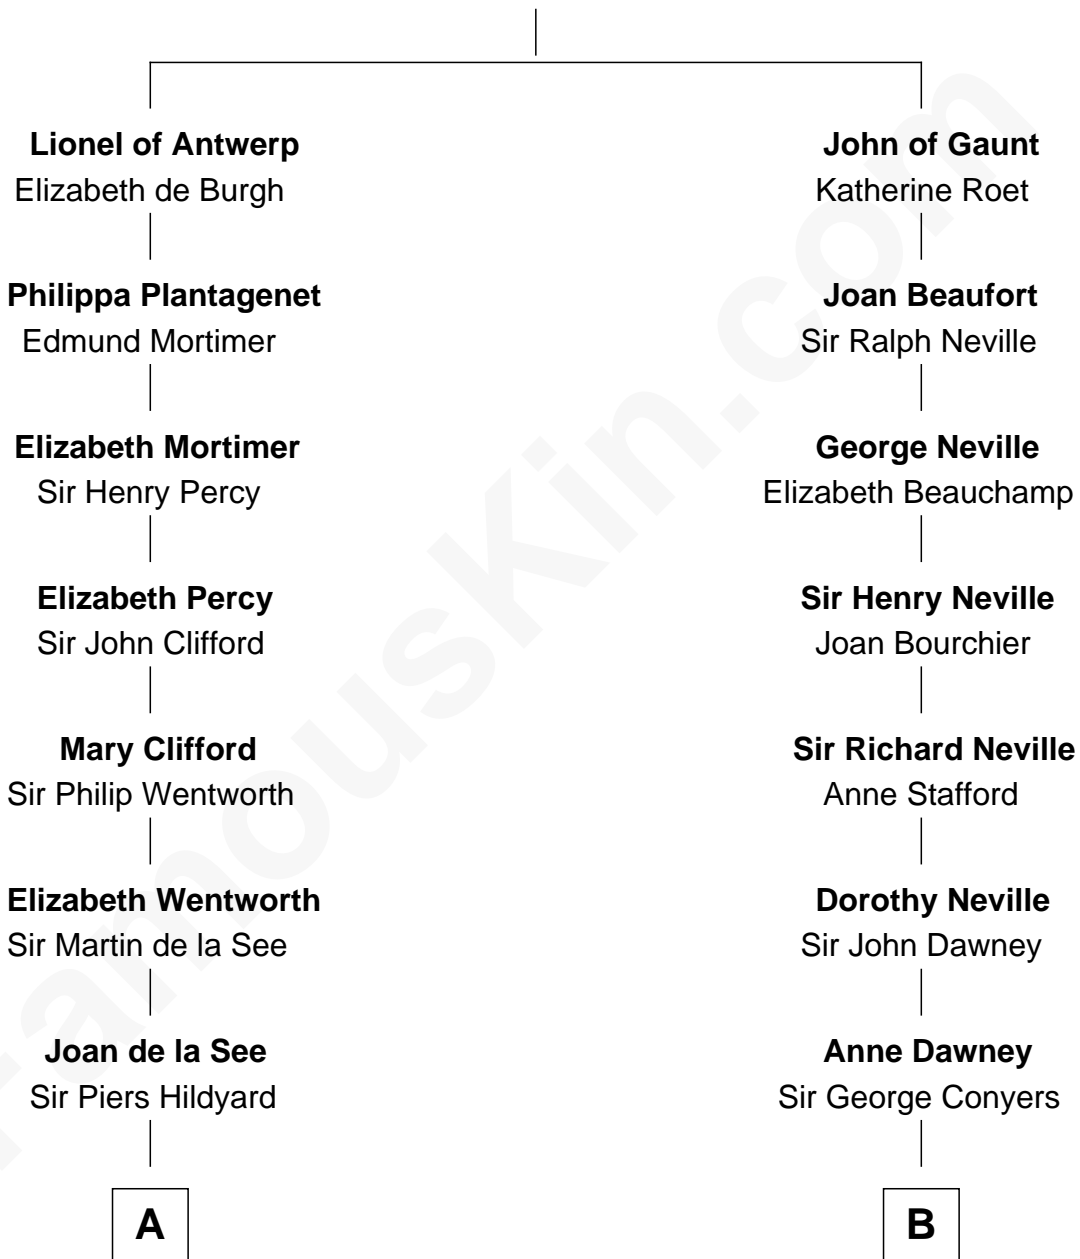 Lionel of Antwerp
Elizabeth de Burgh
Philippa Plantagenet
Edmund Mortimer
Elizabeth Mortimer
Sir Henry Percy
Elizabeth Percy
Sir John Clifford
Mary Clifford
Sir Philip Wentworth
Elizabeth Wentworth
Sir Martin de la See
Joan de la See
Sir Piers Hildyard
A
John of Gaunt
Katherine Roet
Joan Beaufort
Sir Ralph Neville
George Neville
Elizabeth Beauchamp
Sir Henry Neville
Joan Bourchier
Sir Richard Neville
Anne Stafford
Dorothy Neville
Sir John Dawney
Anne Dawney
Sir George Conyers
B
FamousKin.com